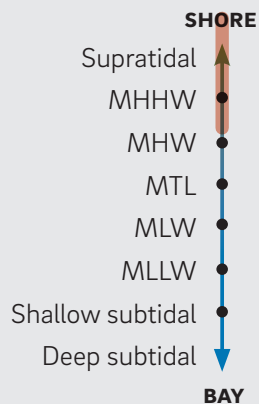 SHORE
Supratidal
MHHW
MHW
MTL
MLW
MLLW
Shallow subtidal
Deep subtidal
BAY